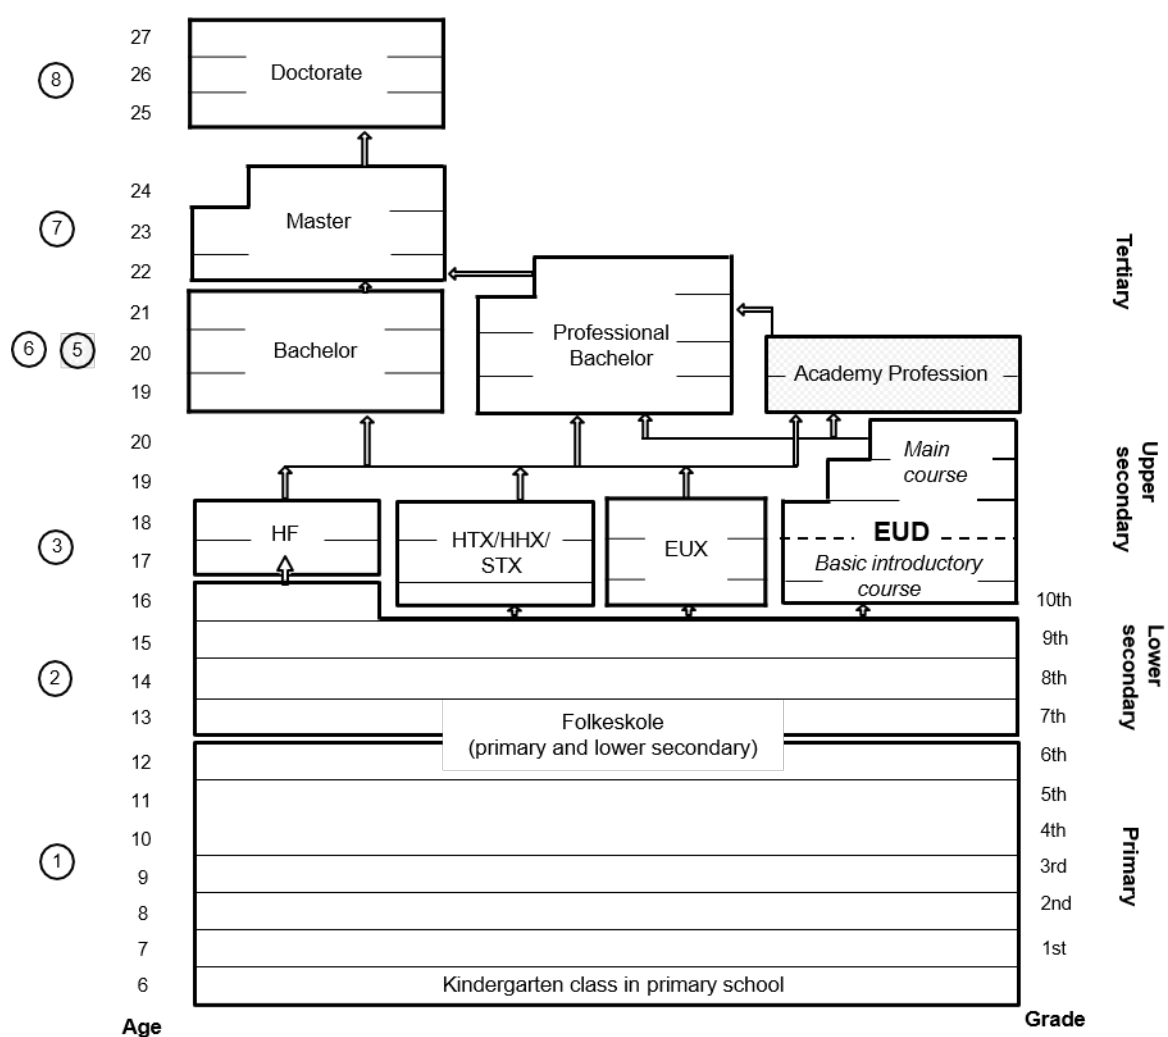 27
26
25
8
Doctorate
24
23
22
7
Master
Tertiary
21
20
19
6
5
Bachelor
Professional
Bachelor
Academy Profession
20
19
18
17
16
3
HF
HTX/HHX/
STX
EUX
Main
course
EUD
Basic introductory
course
Upper
secondary
10th
15
14
13
2
9th
8th
7th
Lower
secondary
Folkeskole
(primary and lower secondary)
12
11
10
9
8
7
6
1
6th
5th
4th
3rd
2nd
1st
Primary
Kindergarten class in primary school
Age
Grade